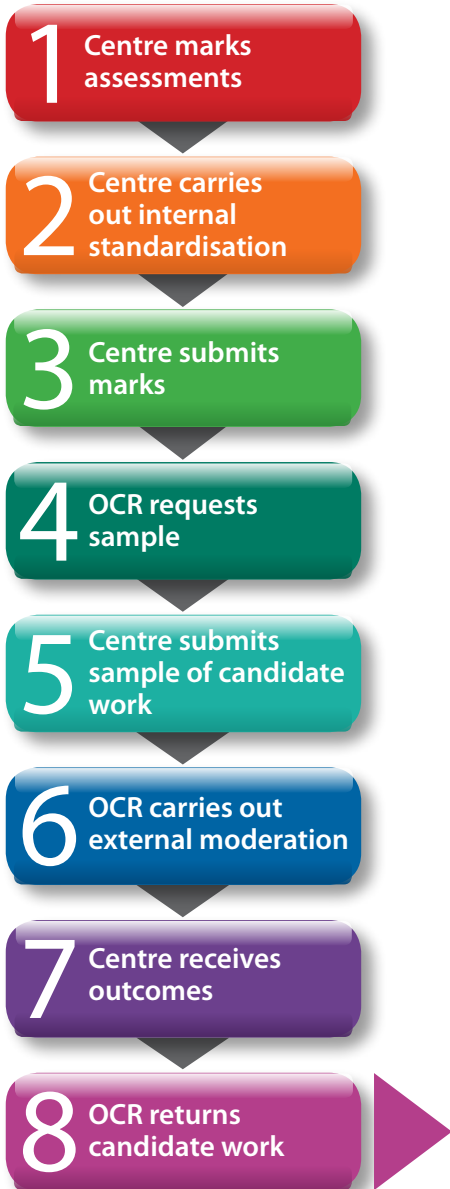 1
Centre marks
assessments
2
Centre carries
out internal
standardisation
3
Centre submits
marks
4
OCR requests
sample
5
Centre submits
sample of candidate
work
6
OCR carries out
external moderation
7
Centre receives
outcomes
8
OCR returns
candidate work